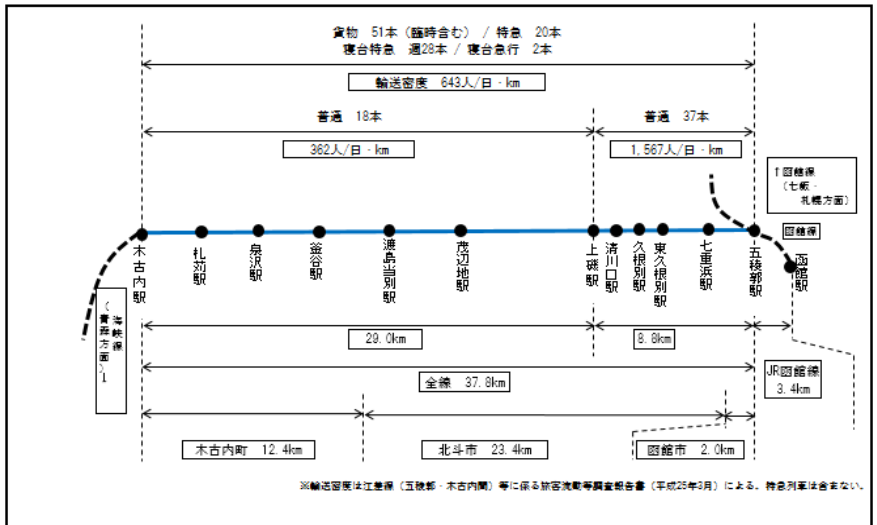 貨物 51本（臨時含む） / 特急 20本
寝台特急 週28本 / 寝台急行 2本
輸送密度 643人/日・km
普通 18本
普通 37本
362人/日・km
1,567人/日・km
↑函館線
（七飯・
札幌方面）
函館線
木古内駅
札苅駅
泉沢駅
釜谷駅
渡島当別駅
茂辺地駅
上磯駅
清川口駅
久根別駅
東久根別駅
七重浜駅
五稜郭駅
函館駅
海峡線
（青森方面）↓
29.0km
8.8km
全線 37.8km
JR函館線
3.4km
木古内町 12.4km
北斗市 23.4km
函館市 2.0km
※輸送密度は江差線（五稜郭・木古内間）等に係る旅客流動等調査報告書（平成25年3月）による。特急列車は含まない。